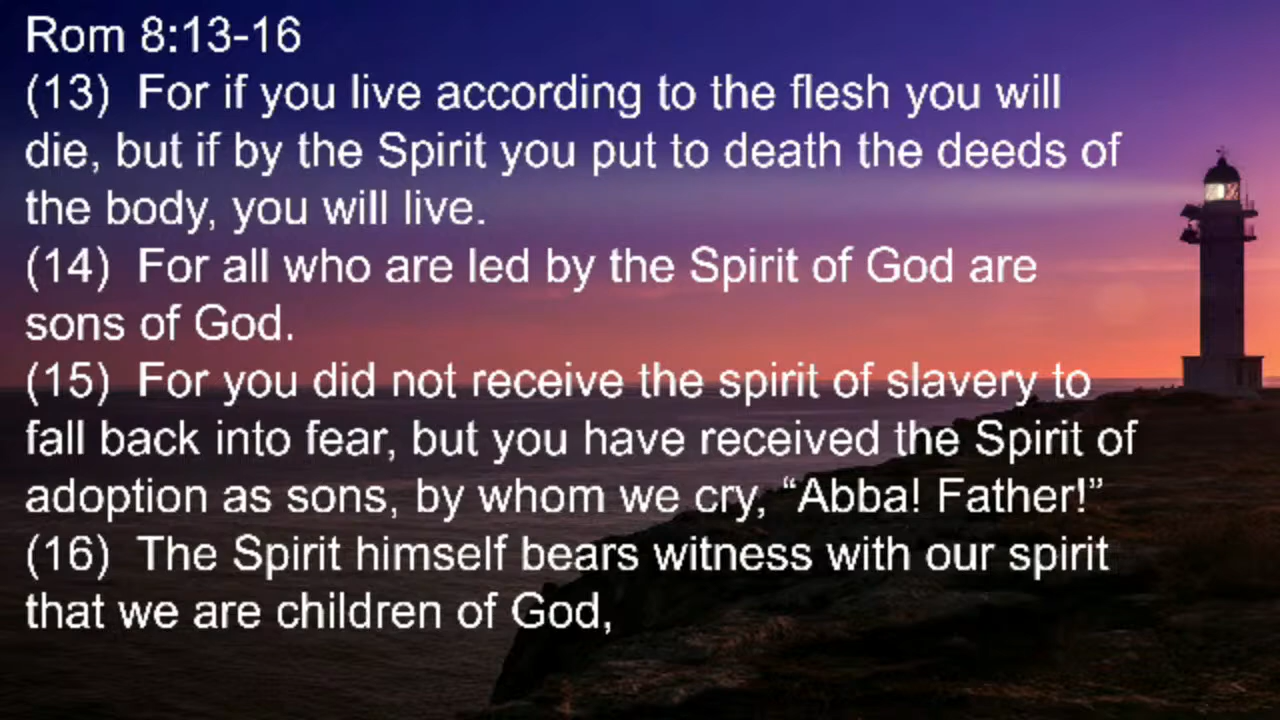 Rom 8:13-16
(13)  For if you live according to the flesh you will
die, but if by the Spirit you put to death the deeds of
the body, you will live.
(14)  For all who are led by the Spirit of God are
sons of God.
(15)  For you did not receive the spirit of slavery to
fall back into fear, but you have received the Spirit of
adoption as sons, by whom we cry, “Abba! Father!”
(16)  The Spirit himself bears witness with our spirit
that we are children of God,